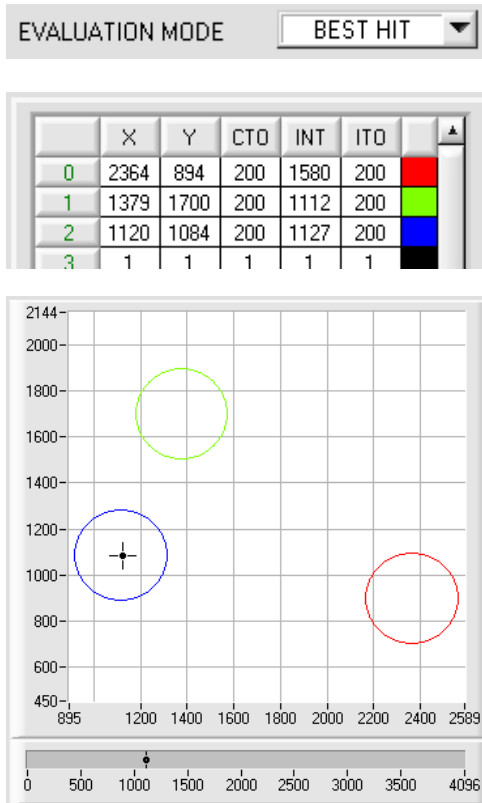 EVALUATION MODE BEST HIT
X Y CTO INT ITO
0 2364 894 200 1580 200
1 1379 1700 200 1112 200
2 1120 1084 200 1127 200
3 1 1 1 1 1
2144
2000
1800
1600
1400
1200
1000
800
600
450
895 1200 1400 1600 1800 2000 2200 2400 2589
0 500 1000 1500 2000 2500 3000 3500 4096